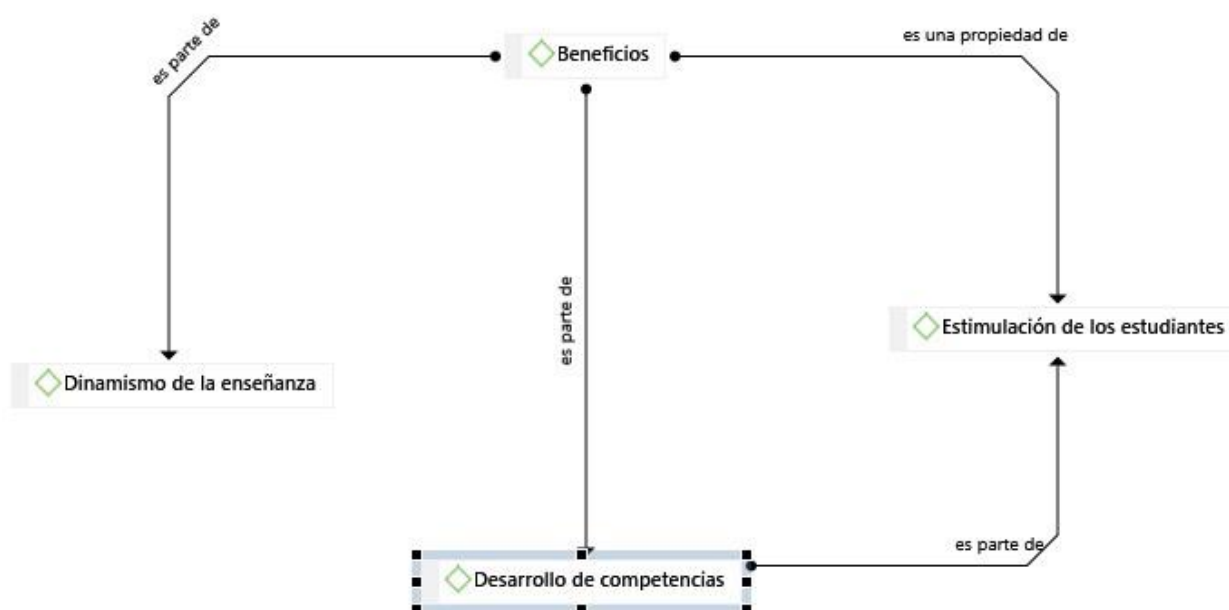 es parte de
Beneficios
es una propiedad de
es parte de
Estimulación de los estudiantes
Dinamismo de la enseñanza
es parte de
Desarrollo de competencias